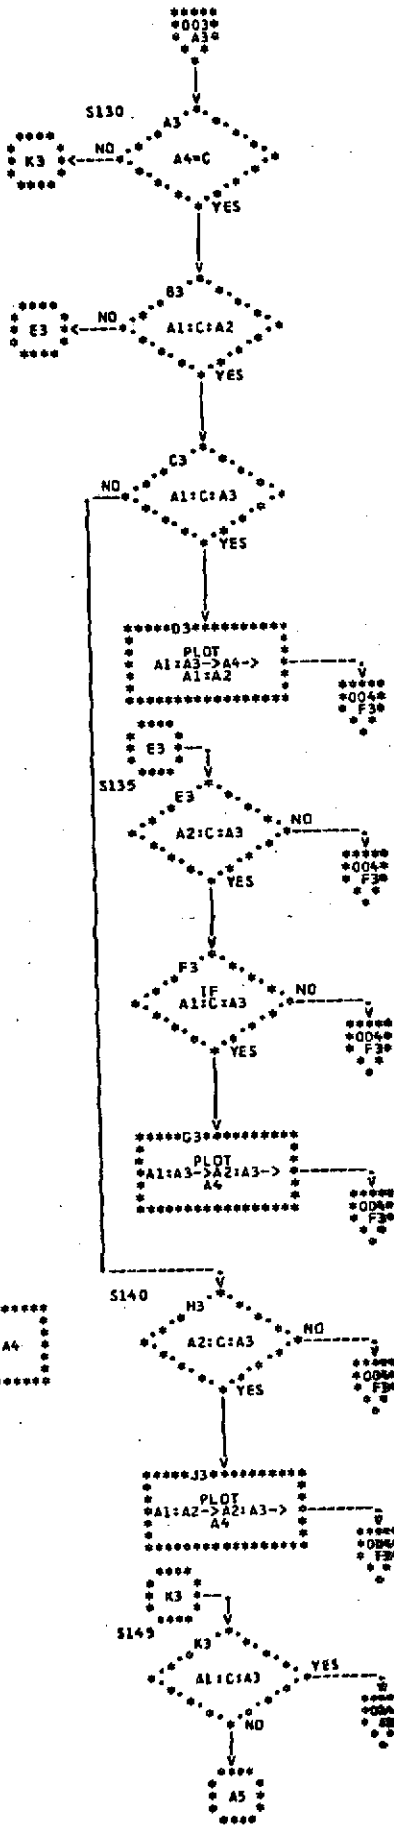 003
A3
S130
A3
NO
K3
A4=C
YES
B3
NO
E3
A1:C:A2
YES
C3
NO
A1:C:A3
YES
D3
PLOT
A1:A3->A4->
A1:A2
004
F3
E3
S135
E3
NO
A2:C:A3
004
F3
YES
F3
IF
NO
A1:C:A3
004
F3
YES
G3
PLOT
A1:A3->A2:A3->
A4
004
F3
S140
H3
A4
NO
A2:C:A3
YES
004
F3
J3
PLOT
A1:A2->A2:A3->
A4
K3
S145
K3
YES
A1:C:A3
NO
A5